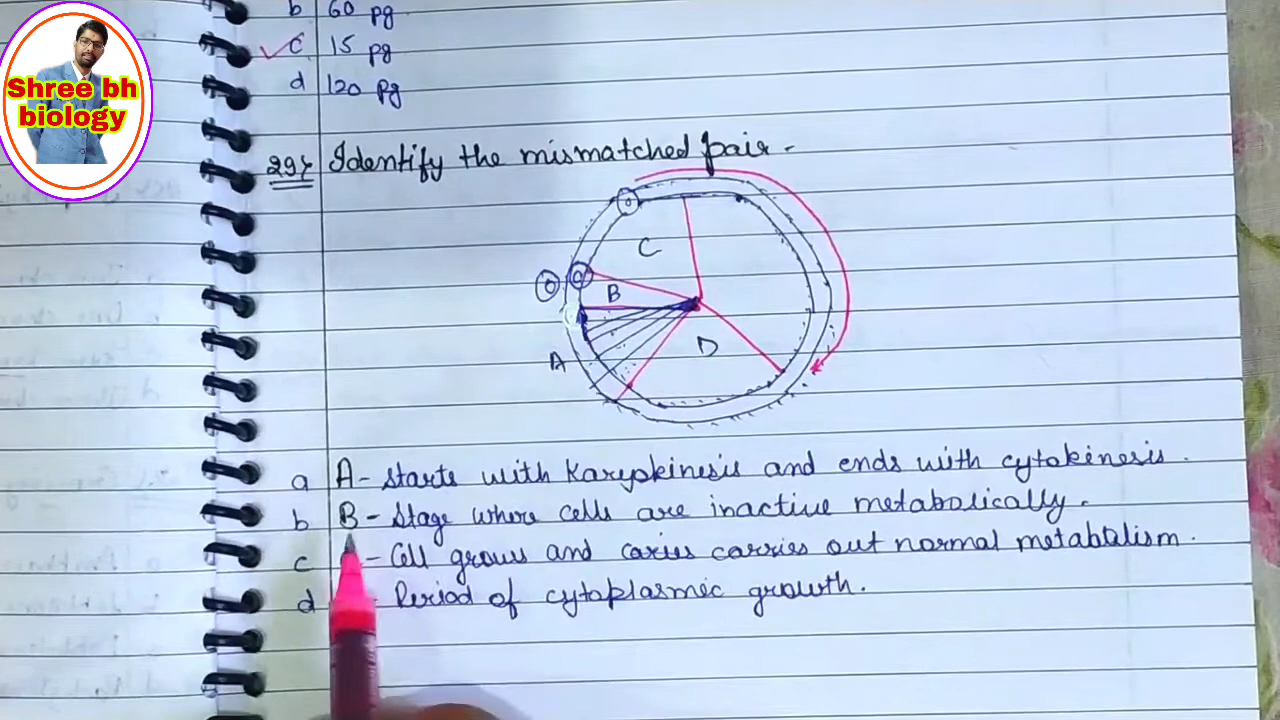 Shree bh
biology
b 60 pg
c 15 pg
d 120 pg
29} Identify the mismatched pair -
C
B
A
D
a A - Starts with Karyokinesis and ends with cytokinesis.
b B - Stage where cells are inactive metabolically.
c - Cell grows and caries carries out normal metabolism.
d - Period of cytoplasmic growth.